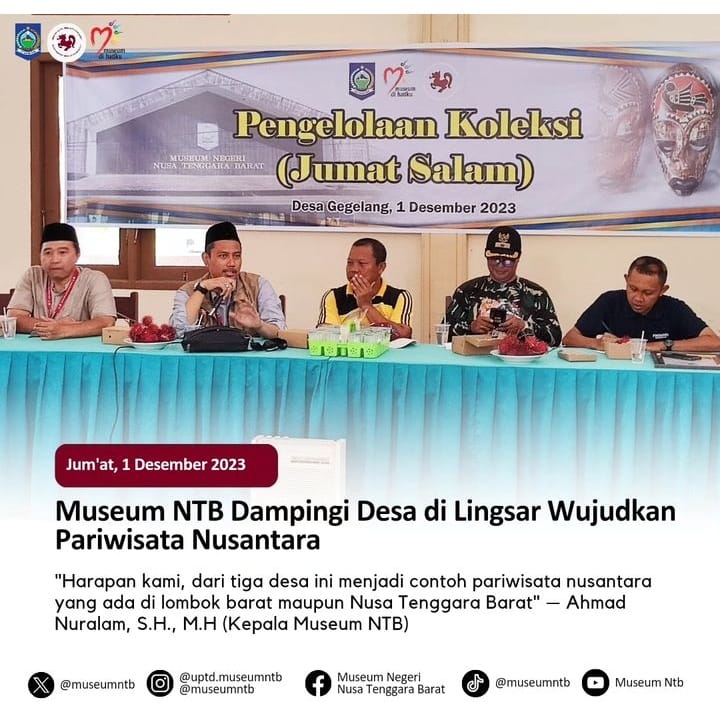 museum
di hatiku
museum
di hatiku
Pengelolaan Koleksi
(Jumat Salam)
MUSEUM NEGERI
NUSA TENGGARA BARAT
Desa Gegelang, 1 Desember 2023
Jum'at, 1 Desember 2023
Museum NTB Dampingi Desa di Lingsar Wujudkan
Pariwisata Nusantara
"Harapan kami, dari tiga desa ini menjadi contoh pariwisata nusantara
yang ada di lombok barat maupun Nusa Tenggara Barat" — Ahmad
Nuralam, S.H., M.H (Kepala Museum NTB)
@museumntb
@uptd.museumntb
@museumntb
Museum Negeri
Nusa Tenggara Barat
@museumntb
Museum Ntb